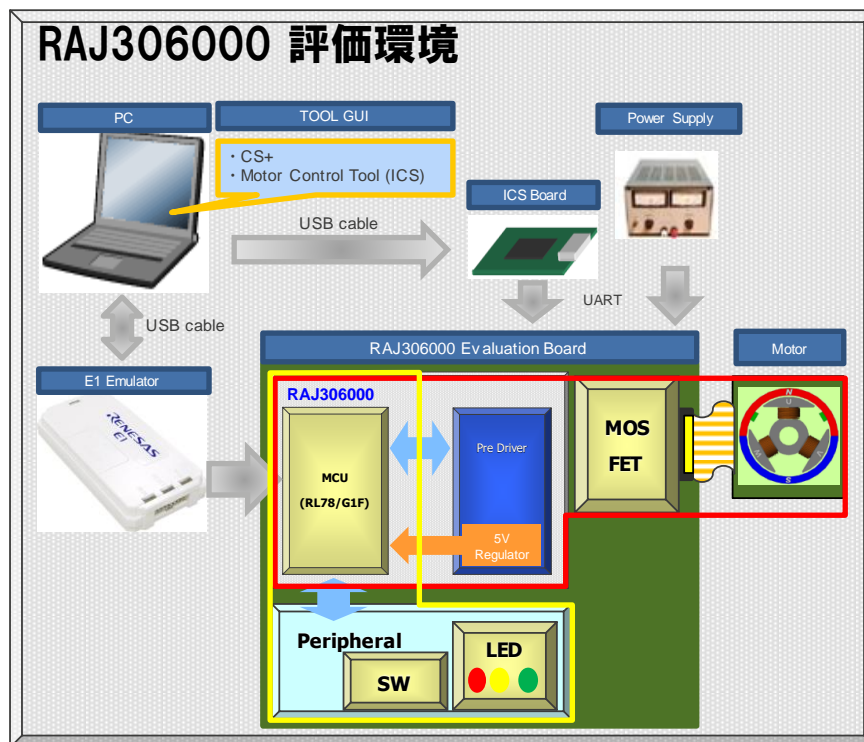 RAJ306000 評価環境
PC
TOOL GUI
Power Supply
・CS+
・Motor Control Tool (ICS)
ICS Board
USB cable
UART
USB cable
RAJ306000 Evaluation Board
Motor
E1 Emulator
RAJ306000
RENESAS
E1
MCU
(RL78/G1F)
Pre Driver
5V
Regulator
MOS
FET
N
U
V
W
S
Peripheral
SW
LED